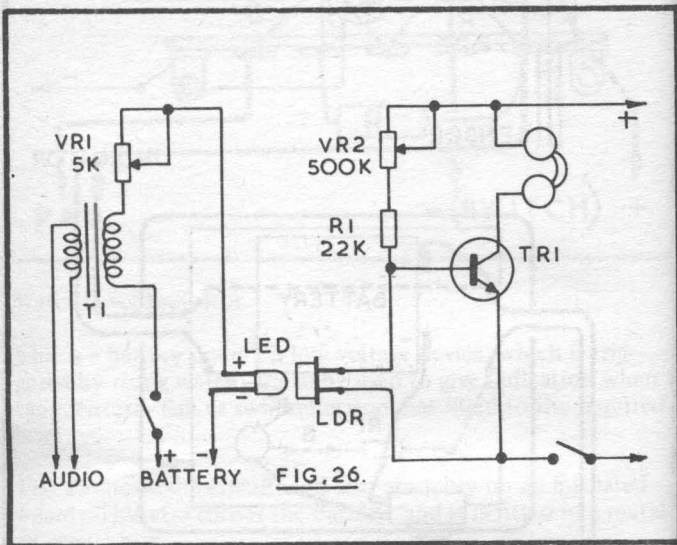 VR1
5K
T1
AUDIO
+
BATTERY
-
LED
+
-
LDR
FIG.26.
VR2
500K
R1
22K
TR1
+